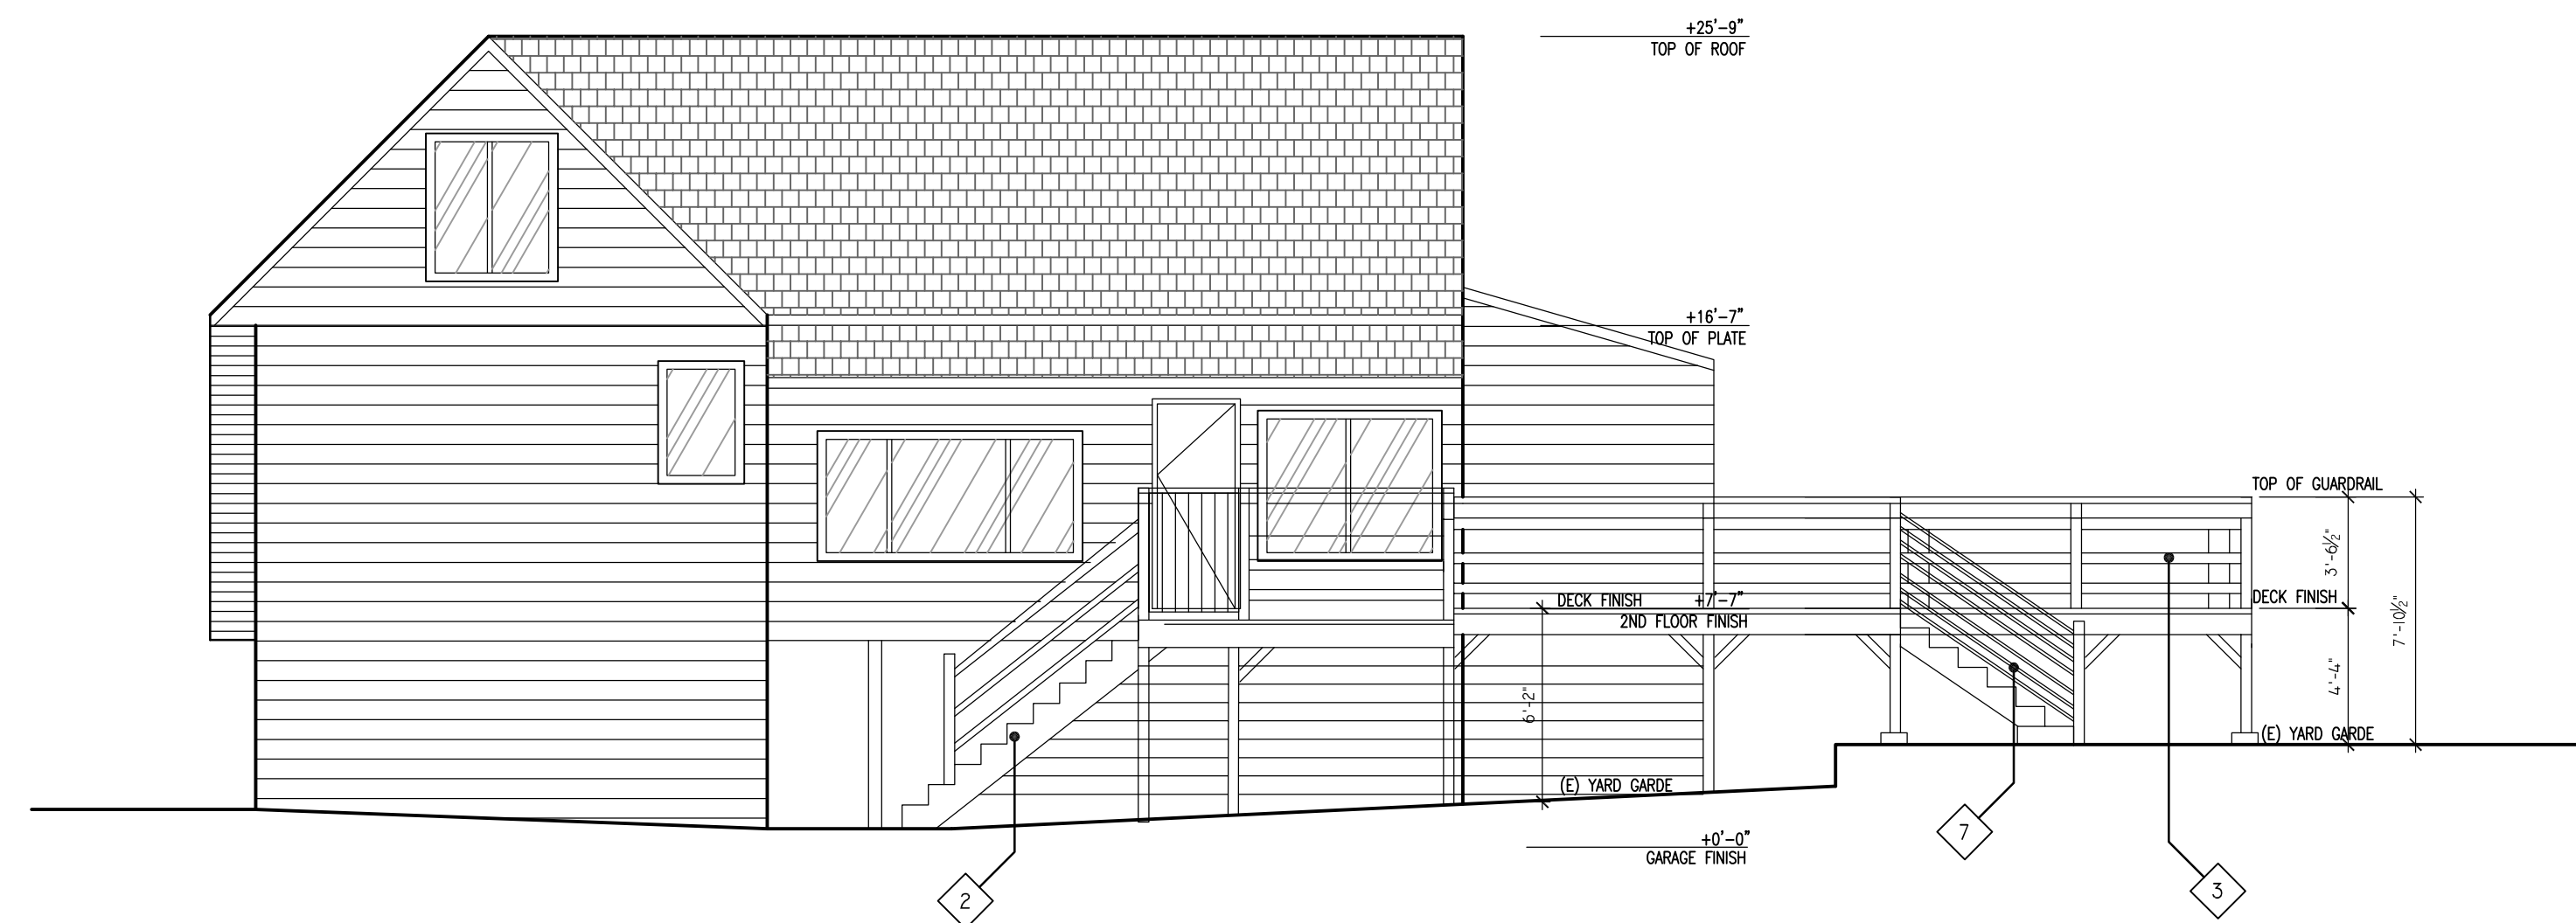 +25'-9"
TOP OF ROOF
+16'-7"
TOP OF PLATE
TOP OF GUARDRAIL
3'-6½"
DECK FINISH
7'-10½"
4'-4"
(E) YARD GARDE
DECK FINISH +7'-7"
2ND FLOOR FINISH
6'-2"
(E) YARD GARDE
+0'-0"
GARAGE FINISH
2
7
3